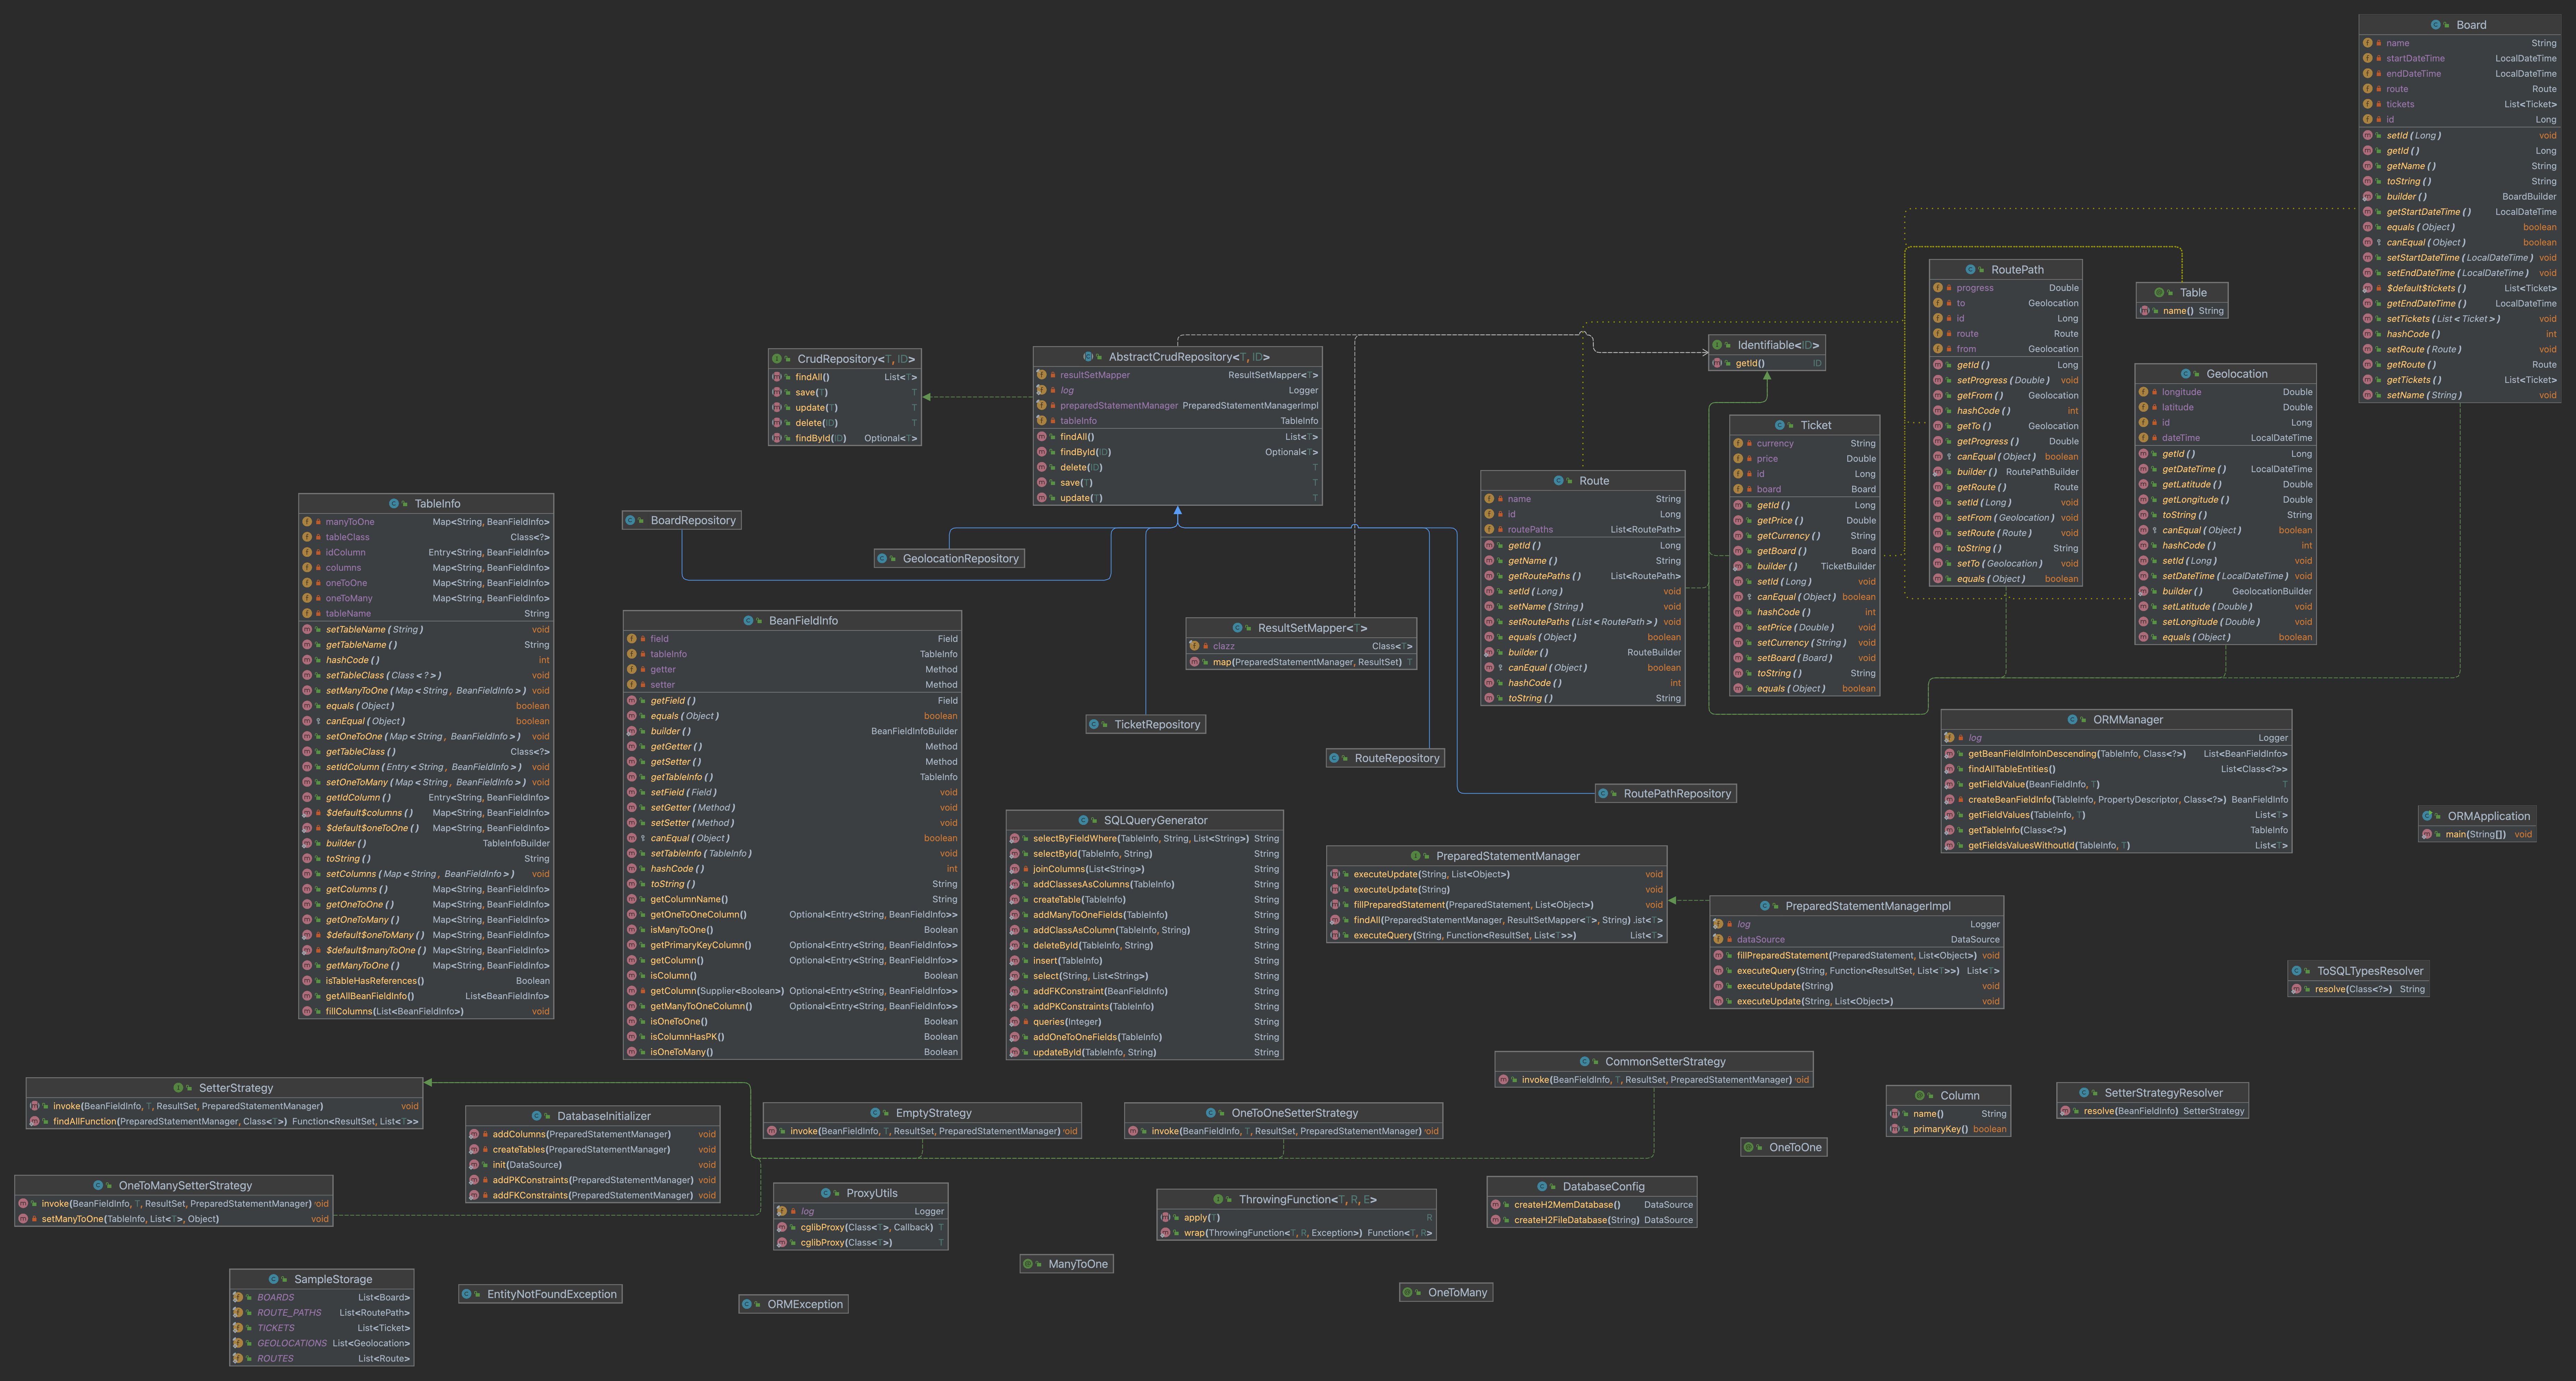 Board
name String
startDateTime LocalDateTime
endDateTime LocalDateTime
route Route
tickets List<Ticket>
id Long
setId(Long) void
getId() Long
getName() String
toString() String
builder() BoardBuilder
getStartDateTime() LocalDateTime
equals(Object) boolean
canEqual(Object) boolean
setStartDateTime(LocalDateTime) void
setEndDateTime(LocalDateTime) void
$default$tickets() List<Ticket>
getEndDateTime() LocalDateTime
setTickets(List<Ticket>) void
hashCode() int
setRoute(Route) void
getRoute() Route
getTickets() List<Ticket>
setName(String) void
RoutePath
progress Double
to Geolocation
id Long
route Route
from Geolocation
getId() Long
setProgress(Double) void
getFrom() Geolocation
hashCode() int
getTo() Geolocation
getProgress() Double
canEqual(Object) boolean
builder() RoutePathBuilder
getRoute() Route
setId(Long) void
setFrom(Geolocation) void
setRoute(Route) void
toString() String
setTo(Geolocation) void
equals(Object) boolean
Table
name() String
Geolocation
longitude Double
latitude Double
id Long
dateTime LocalDateTime
getId() Long
getDateTime() LocalDateTime
getLatitude() Double
getLongitude() Double
toString() String
canEqual(Object) boolean
hashCode() int
setId(Long) void
setDateTime(LocalDateTime) void
builder() GeolocationBuilder
setLatitude(Double) void
setLongitude(Double) void
equals(Object) boolean
CrudRepository<T, ID>
findAll() List<T>
save(T) T
update(T) T
delete(ID) T
findById(ID) Optional<T>
AbstractCrudRepository<T, ID>
resultSetMapper ResultSetMapper<T>
log Logger
preparedStatementManager PreparedStatementManagerImpl
tableInfo TableInfo
findAll() List<T>
findById(ID) Optional<T>
delete(ID) T
save(T) T
update(T) T
Identifiable<ID>
getId() ID
Ticket
currency String
price Double
id Long
board Board
getId() Long
getPrice() Double
getCurrency() String
getBoard() Board
builder() TicketBuilder
setId(Long) void
canEqual(Object) boolean
hashCode() int
setPrice(Double) void
setCurrency(String) void
setBoard(Board) void
toString() String
equals(Object) boolean
Route
name String
id Long
routePaths List<RoutePath>
getId() Long
getName() String
getRoutePaths() List<RoutePath>
setId(Long) void
setName(String) void
setRoutePaths(List<RoutePath>) void
equals(Object) boolean
builder() RouteBuilder
canEqual(Object) boolean
hashCode() int
toString() String
TableInfo
manyToOne Map<String, BeanFieldInfo>
tableClass Class<?>
idColumn Entry<String, BeanFieldInfo>
columns Map<String, BeanFieldInfo>
oneToOne Map<String, BeanFieldInfo>
oneToMany Map<String, BeanFieldInfo>
tableName String
setTableName(String) void
getTableName() String
hashCode() int
setTableClass(Class<?>) void
setManyToOne(Map<String, BeanFieldInfo>) void
equals(Object) boolean
canEqual(Object) boolean
setOneToOne(Map<String, BeanFieldInfo>) void
getTableClass() Class<?>
setIdColumn(Entry<String, BeanFieldInfo>) void
setOneToMany(Map<String, BeanFieldInfo>) void
getIdColumn() Entry<String, BeanFieldInfo>
$default$columns() Map<String, BeanFieldInfo>
$default$oneToOne() Map<String, BeanFieldInfo>
builder() TableInfoBuilder
toString() String
setColumns(Map<String, BeanFieldInfo>) void
getColumns() Map<String, BeanFieldInfo>
getOneToOne() Map<String, BeanFieldInfo>
getOneToMany() Map<String, BeanFieldInfo>
$default$oneToMany() Map<String, BeanFieldInfo>
$default$manyToOne() Map<String, BeanFieldInfo>
getManyToOne() Map<String, BeanFieldInfo>
isTableHasReferences() Boolean
getAllBeanFieldInfo() List<BeanFieldInfo>
fillColumns(List<BeanFieldInfo>) void
BoardRepository
GeolocationRepository
BeanFieldInfo
field Field
tableInfo TableInfo
getter Method
setter Method
getField() Field
equals(Object) boolean
builder() BeanFieldInfoBuilder
getGetter() Method
getSetter() Method
getTableInfo() TableInfo
setField(Field) void
setGetter(Method) void
setSetter(Method) void
canEqual(Object) boolean
setTableInfo(TableInfo) void
hashCode() int
toString() String
getColumnName() String
getOneToOneColumn() Optional<Entry<String, BeanFieldInfo>>
isManyToOne() Boolean
getPrimaryKeyColumn() Optional<Entry<String, BeanFieldInfo>>
getColumn() Optional<Entry<String, BeanFieldInfo>>
isColumn() Boolean
getColumn(Supplier<Boolean>) Optional<Entry<String, BeanFieldInfo>>
getManyToOneColumn() Optional<Entry<String, BeanFieldInfo>>
isOneToOne() Boolean
isColumnHasPK() Boolean
isOneToMany() Boolean
ResultSetMapper<T>
clazz Class<T>
map(PreparedStatementManager, ResultSet) T
TicketRepository
RouteRepository
RoutePathRepository
ORMManager
log Logger
getBeanFieldInfoInDescending(TableInfo, Class<?>) List<BeanFieldInfo>
findAllTableEntities() List<Class<?>>
getFieldValue(BeanFieldInfo, T) T
createBeanFieldInfo(TableInfo, PropertyDescriptor, Class<?>) BeanFieldInfo
getFieldValues(TableInfo, T) List<T>
getTableInfo(Class<?>) TableInfo
getFieldsValuesWithoutId(TableInfo, T) List<T>
ORMApplication
main(String[]) void
SQLQueryGenerator
selectByFieldWhere(TableInfo, String, List<String>) String
selectById(TableInfo, String) String
joinColumns(List<String>) String
addClassesAsColumns(TableInfo) String
createTable(TableInfo) String
addManyToOneFields(TableInfo) String
addClassAsColumn(TableInfo, String) String
deleteById(TableInfo, String) String
insert(TableInfo) String
select(String, List<String>) String
addFKConstraint(BeanFieldInfo) String
addPKConstraints(TableInfo) String
queries(Integer) String
addOneToOneFields(TableInfo) String
updateById(TableInfo, String) String
PreparedStatementManager
executeUpdate(String, List<Object>) void
executeUpdate(String) void
fillPreparedStatement(PreparedStatement, List<Object>) void
findAll(PreparedStatementManager, ResultSetMapper<T>, String) .ist<T>
executeQuery(String, Function<ResultSet, List<T>>) List<T>
PreparedStatementManagerImpl
log Logger
dataSource DataSource
fillPreparedStatement(PreparedStatement, List<Object>) void
executeQuery(String, Function<ResultSet, List<T>>) List<T>
executeUpdate(String) void
executeUpdate(String, List<Object>) void
ToSQLTypesResolver
resolve(Class<?>) String
SetterStrategy
invoke(BeanFieldInfo, T, ResultSet, PreparedStatementManager) void
findAllFunction(PreparedStatementManager, Class<T>) Function<ResultSet, List<T>>
DatabaseInitializer
addColumns(PreparedStatementManager) void
createTables(PreparedStatementManager) void
init(DataSource) void
addPKConstraints(PreparedStatementManager) void
addFKConstraints(PreparedStatementManager) void
EmptyStrategy
invoke(BeanFieldInfo, T, ResultSet, PreparedStatementManager) oid
OneToOneSetterStrategy
invoke(BeanFieldInfo, T, ResultSet, PreparedStatementManager) oid
CommonSetterStrategy
invoke(BeanFieldInfo, T, ResultSet, PreparedStatementManager) oid
Column
name() String
primaryKey() boolean
SetterStrategyResolver
resolve(BeanFieldInfo) SetterStrategy
OneToOne
OneToManySetterStrategy
invoke(BeanFieldInfo, T, ResultSet, PreparedStatementManager) oid
setManyToOne(TableInfo, List<T>, Object) void
ProxyUtils
log Logger
cglibProxy(Class<T>, Callback) T
cglibProxy(Class<T>) T
ThrowingFunction<T, R, E>
apply(T) R
wrap(ThrowingFunction<T, R, Exception>) Function<T, R>
DatabaseConfig
createH2MemDatabase() DataSource
createH2FileDatabase(String) DataSource
ManyToOne
OneToMany
SampleStorage
BOARDS List<Board>
ROUTE_PATHS List<RoutePath>
TICKETS List<Ticket>
GEOLOCATIONS List<Geolocation>
ROUTES List<Route>
EntityNotFoundException
ORMException